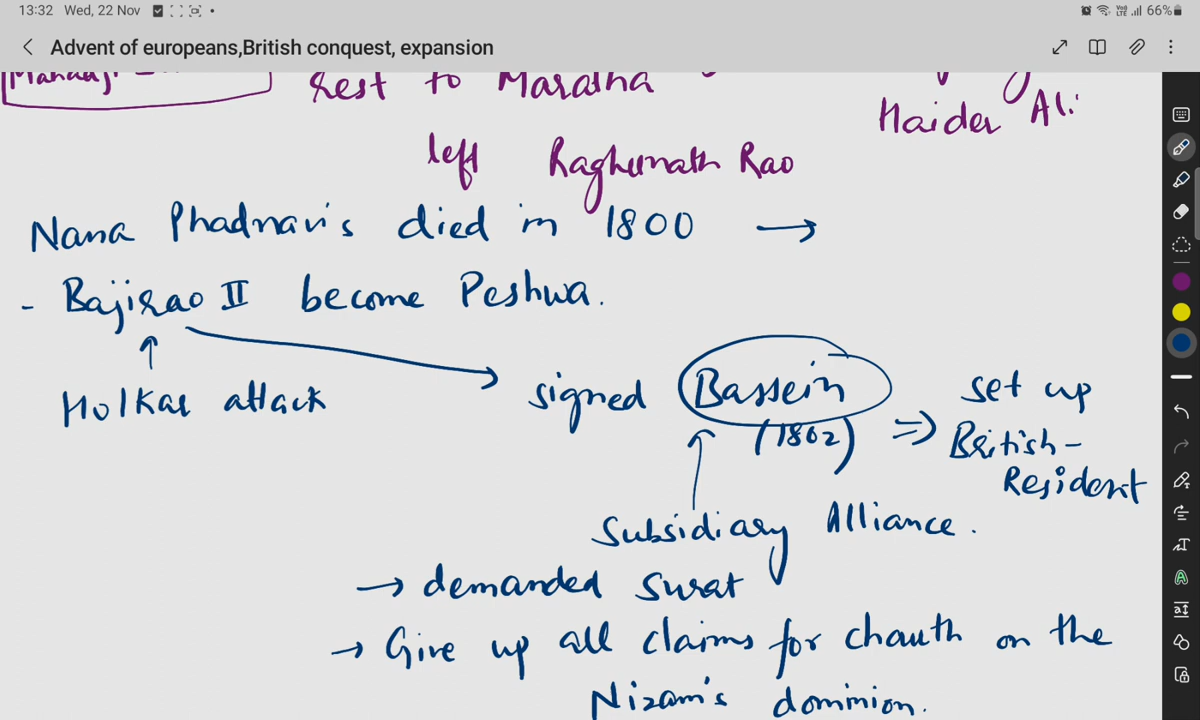 13:32 Wed, 22 Nov
66%
Advent of europeans,British conquest, expansion
Rest to Maratha
Haider Ali
left Raghunath Rao
Nana Phadnavis died in 1800 →
- Bajirao II become Peshwa.
↑
Holkar attack
signed Bassein
(1802)
⇒ set up
British-
Resident
Subsidiary Alliance.
→ demanded Surat
→ Give up all claims for chauth on the
Nizam's dominion.